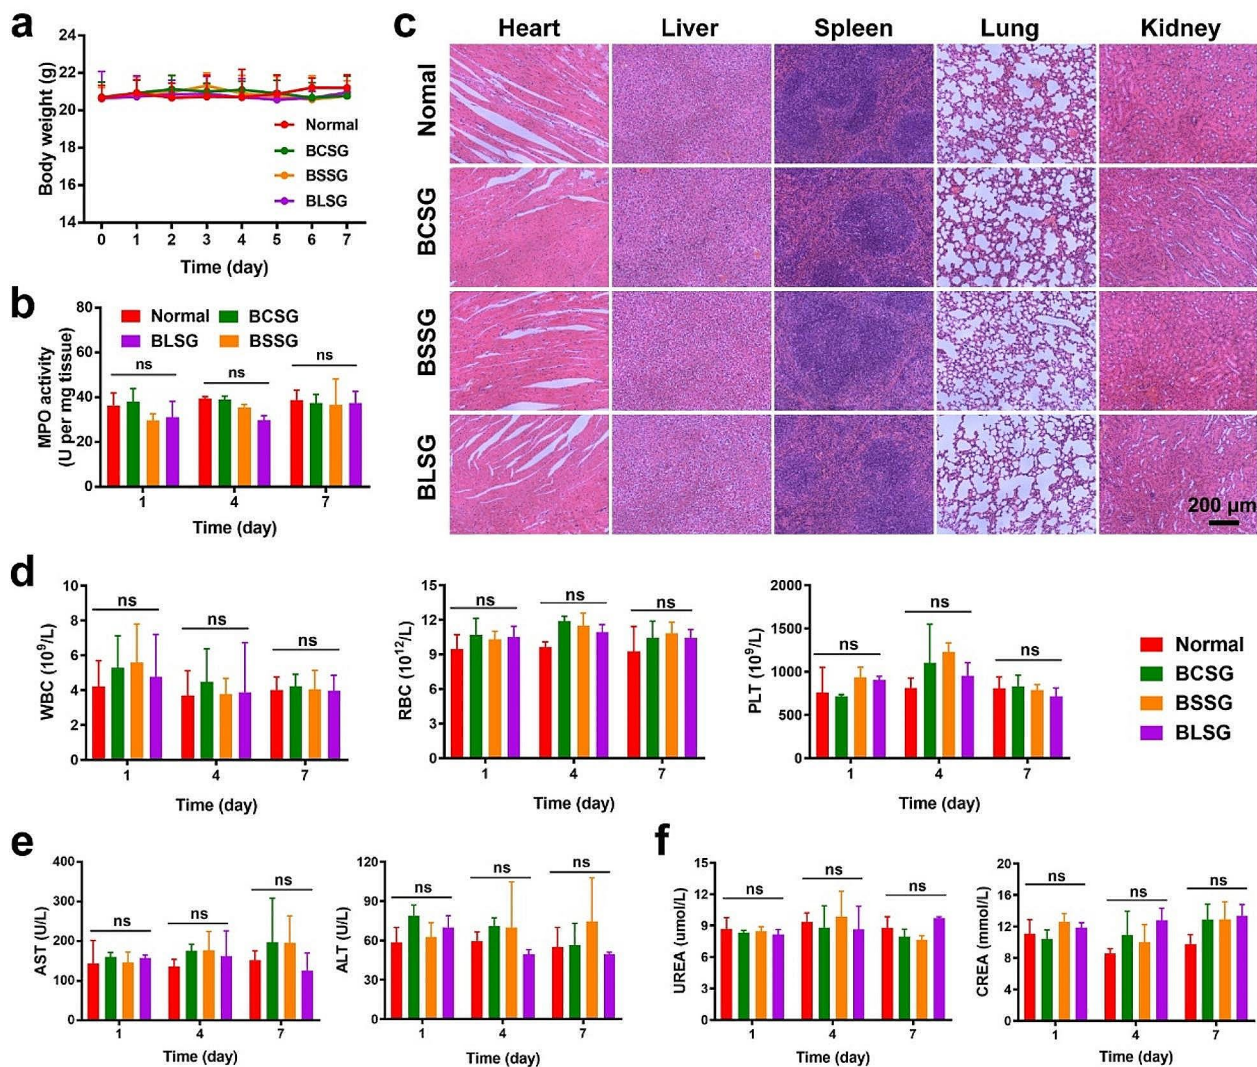 a
24
22
20
18
16
14
Body weight (g)
Normal
BCSG
BSSG
BLSG
0 1 2 3 4 5 6 7
Time (day)
b
80
60
40
20
0
MPO activity
(U per mg tissue)
Normal BCSG
BLSG BSSG
ns ns ns
1 4 7
Time (day)
c
Heart Liver Spleen Lung Kidney
Nomal
BCSG
BSSG
BLSG
200 µm
d
10
8
6
4
2
0
WBC (10⁹/L)
ns ns ns
1 4 7
Time (day)
15
12
9
6
3
0
RBC (10¹²/L)
ns ns ns
1 4 7
Time (day)
2000
1500
1000
500
0
PLT (10⁹/L)
ns ns ns
1 4 7
Time (day)
Normal
BCSG
BSSG
BLSG
e
400
300
200
100
0
AST (U/L)
ns ns ns
1 4 7
Time (day)
120
90
60
30
0
ALT (U/L)
ns ns ns
1 4 7
Time (day)
f
15
12
9
6
3
0
UREA (umol/L)
ns ns ns
1 4 7
Time (day)
20
16
12
8
4
0
CREA (mmol/L)
ns ns ns
1 4 7
Time (day)